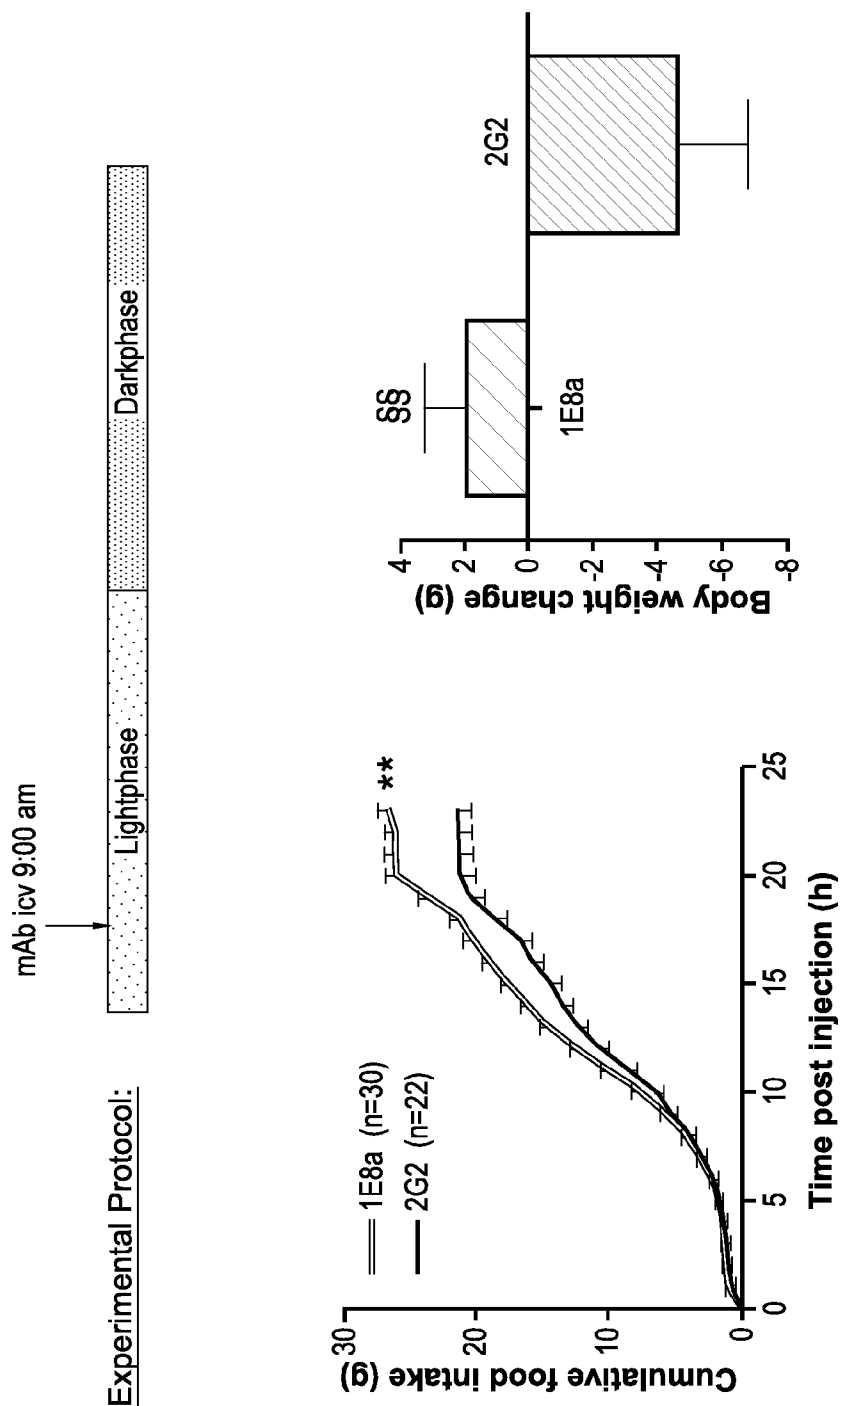 Experimental Protocol:
mAb icv 9:00 am
Lightphase
Darkphase
Cumulative food intake (g)
30
20
10
0
1E8a (n=30)
2G2 (n=22)
**
0
5
10
15
20
25
Time post injection (h)
Body weight change (g)
4
2
0
-2
-4
-6
-8
§§
1E8a
2G2